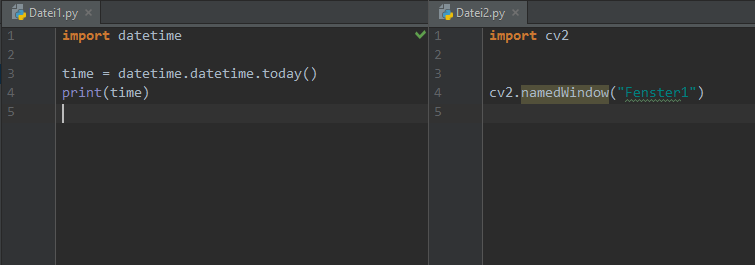 Datei1.py
1 import datetime
2
3 time = datetime.datetime.today()
4 print(time)
5
Datei2.py
1 import cv2
2
3
4 cv2.namedWindow("Fenster1")
5